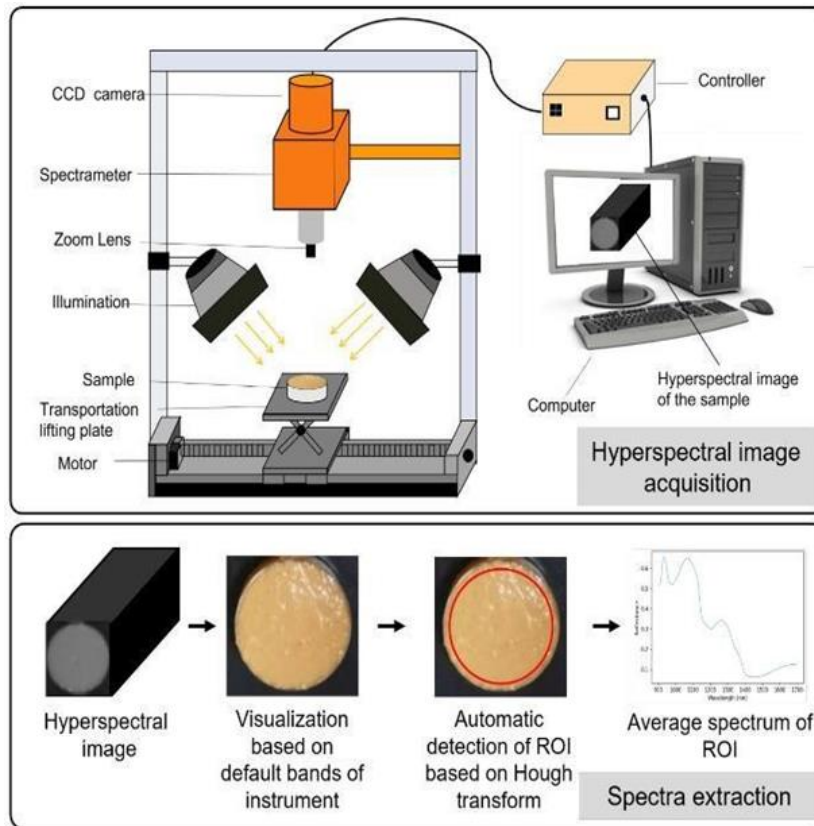 CCD camera
Controller
Spectrameter
Zoom Lens
Illumination
Sample
Transportation
lifting plate
Motor
Computer
Hyperspectral image
of the sample
Hyperspectral image
acquisition
Hyperspectral
image
Visualization
based on
default bands of
instrument
Automatic
detection of ROI
based on Hough
transform
Average spectrum of
ROI
Spectra extraction